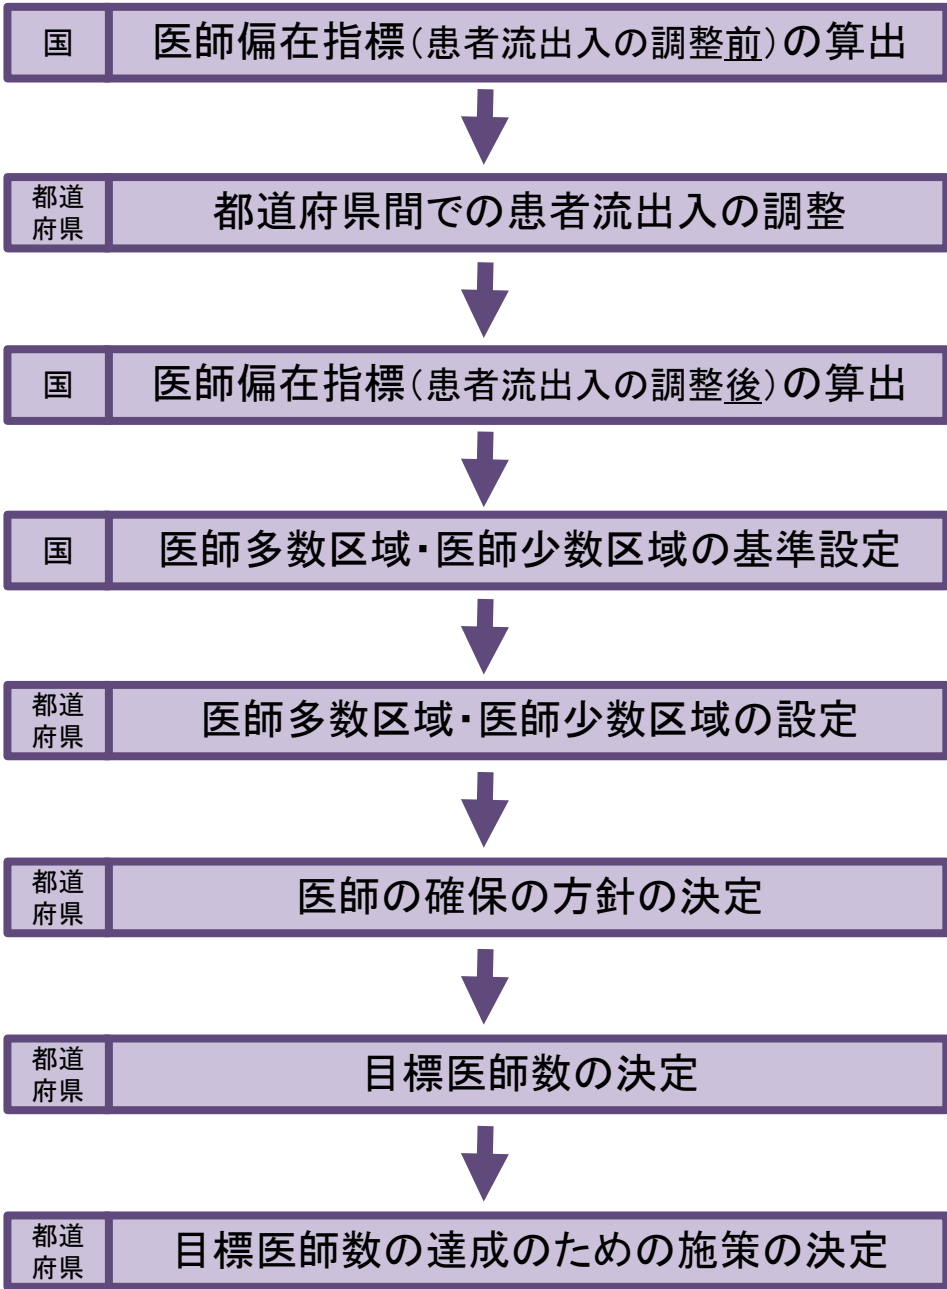 国 医師偏在指標（患者流出入の調整前）の算出
都道
府県
都道府県間での患者流出入の調整
国 医師偏在指標（患者流出入の調整後）の算出
国 医師多数区域・医師少数区域の基準設定
都道
府県
医師多数区域・医師少数区域の設定
都道
府県
医師の確保の方針の決定
都道
府県
目標医師数の決定
都道
府県
目標医師数の達成のための施策の決定